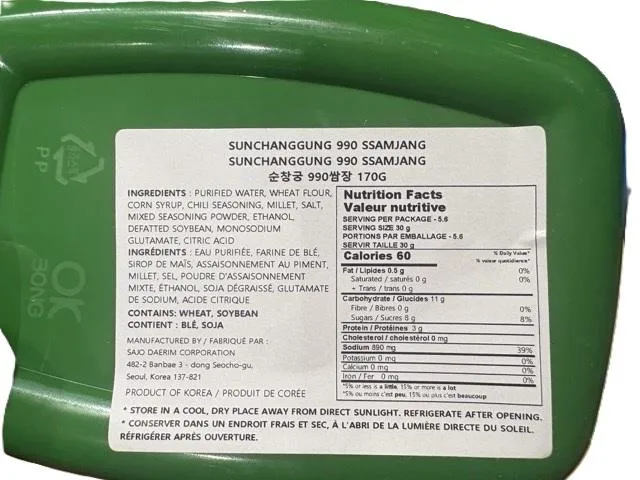 SUNCHANGGUNG 990 SSAMJANG
SUNCHANGGUNG 990 SSAMJANG
순창궁 990쌈장 170G
INGREDIENTS : PURIFIED WATER, WHEAT FLOUR,
CORN SYRUP, CHILI SEASONING, MILLET, SALT,
MIXED SEASONING POWDER, ETHANOL,
DEFATTED SOYBEAN, MONOSODIUM
GLUTAMATE, CITRIC ACID
INGRÉDIENTS : EAU PURIFIÉE, FARINE DE BLÉ,
SIROP DE MAÏS, ASSAISONNEMENT AU PIMENT,
MILLET, SEL, POUDRE D'ASSAISONNEMENT
MIXTE, ÉTHANOL, SOJA DÉGRAISSÉ, GLUTAMATE
DE SODIUM, ACIDE CITRIQUE
CONTAINS: WHEAT, SOYBEAN
CONTIENT : BLÉ, SOJA
MANUFACTURED BY / FABRIQUÉ PAR :
SAJO DAERIM CORPORATION
482-2 Banbae 3 - dong Seocho-gu,
Seoul, Korea 137-821
PRODUCT OF KOREA / PRODUIT DE CORÉE
Nutrition Facts
Valeur nutritive
SERVING PER PACKAGE - 5.6
SERVING SIZE 30 g
PORTIONS PAR EMBALLAGE - 5.6
SERVIR TAILLE 30 g
Calories 60
% Daily Value*
% valeur quotidienne*
Fat / Lipides 0.5 g 0%
Saturated / saturés 0 g 0%
+ Trans / trans 0 g
Carbohydrate / Glucides 11 g
Fibre / Fibres 0 g 0%
Sugars / Sucres 8 g 8%
Protein / Protéines 3 g
Cholesterol / cholestérol 0 mg
Sodium 890 mg 39%
Potassium 0 mg 0%
Calcium 0 mg 0%
Iron / Fer 0 mg 0%
*5% or less is a little, 15% or more is a lot
*5% ou moins c'est peu, 15% ou plus c'est beaucoup
* STORE IN A COOL, DRY PLACE AWAY FROM DIRECT SUNLIGHT. REFRIGERATE AFTER OPENING.
* CONSERVER DANS UN ENDROIT FRAIS ET SEC, À L'ABRI DE LA LUMIÈRE DIRECTE DU SOLEIL.
RÉFRIGÉRER APRÈS OUVERTURE.
PP
OK